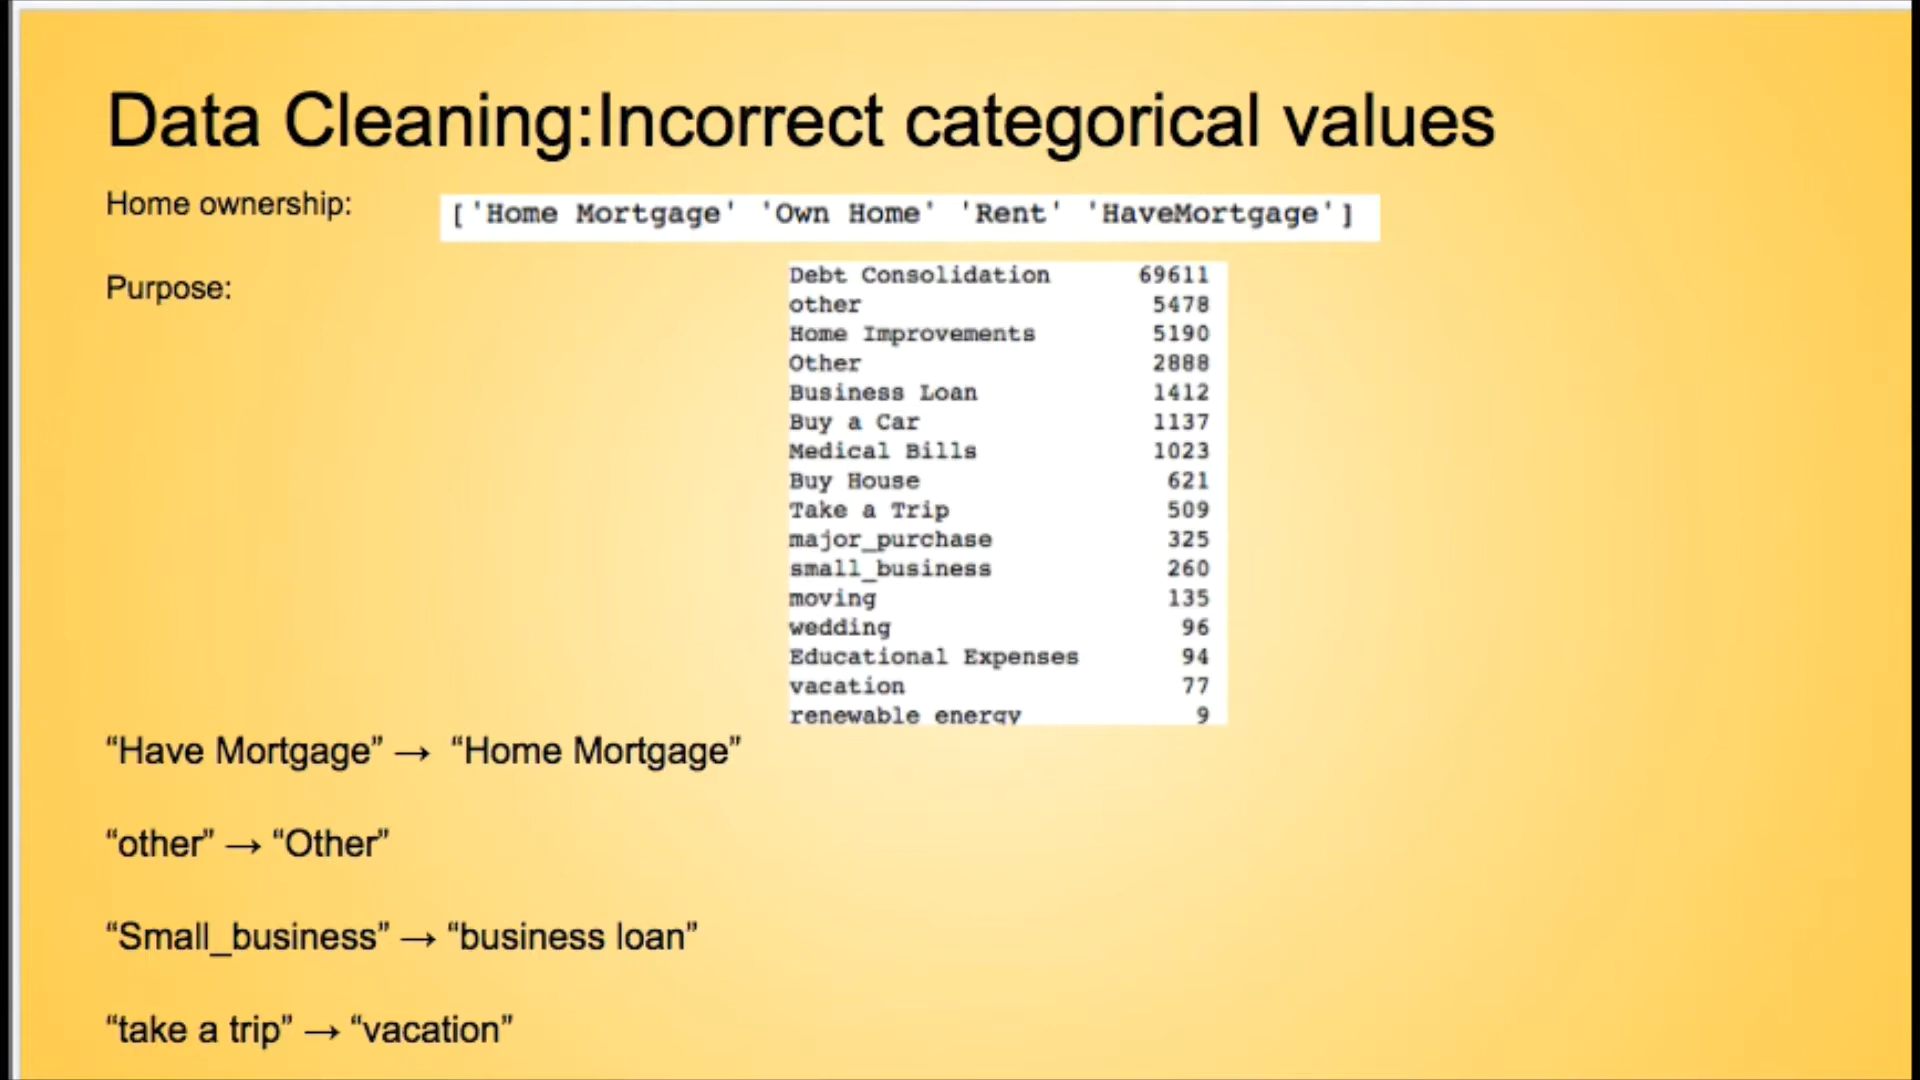 Data Cleaning:Incorrect categorical values
Home ownership: ['Home Mortgage' 'Own Home' 'Rent' 'HaveMortgage']
Purpose:
Debt Consolidation 69611
other 5478
Home Improvements 5190
Other 2888
Business Loan 1412
Buy a Car 1137
Medical Bills 1023
Buy House 621
Take a Trip 509
major_purchase 325
small_business 260
moving 135
wedding 96
Educational Expenses 94
vacation 77
renewable energy 9
“Have Mortgage” → “Home Mortgage”
“other” → “Other”
“Small_business” → “business loan”
“take a trip” → “vacation”